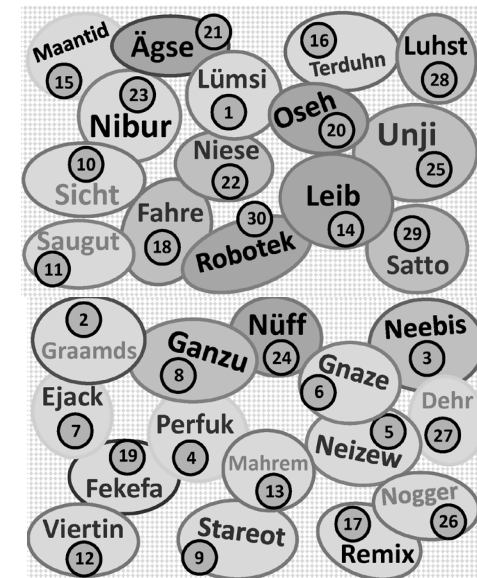 Maantid
15
Ägse
21
16
Terduhn
Luhst
28
23
Nibur
Lümsi
1
Oseh
20
Unji
25
10
Sicht
Niese
22
Leib
14
Fahre
18
30
Robotek
Saugut
11
29
Satto
2
Graamds
Ganzu
8
Nüff
24
Neebis
3
Gnaze
6
Ejack
7
Perfuk
4
5
Neizew
Dehr
27
19
Fekefa
Mahrem
13
Nogger
26
Viertin
12
Stareot
9
17
Remix